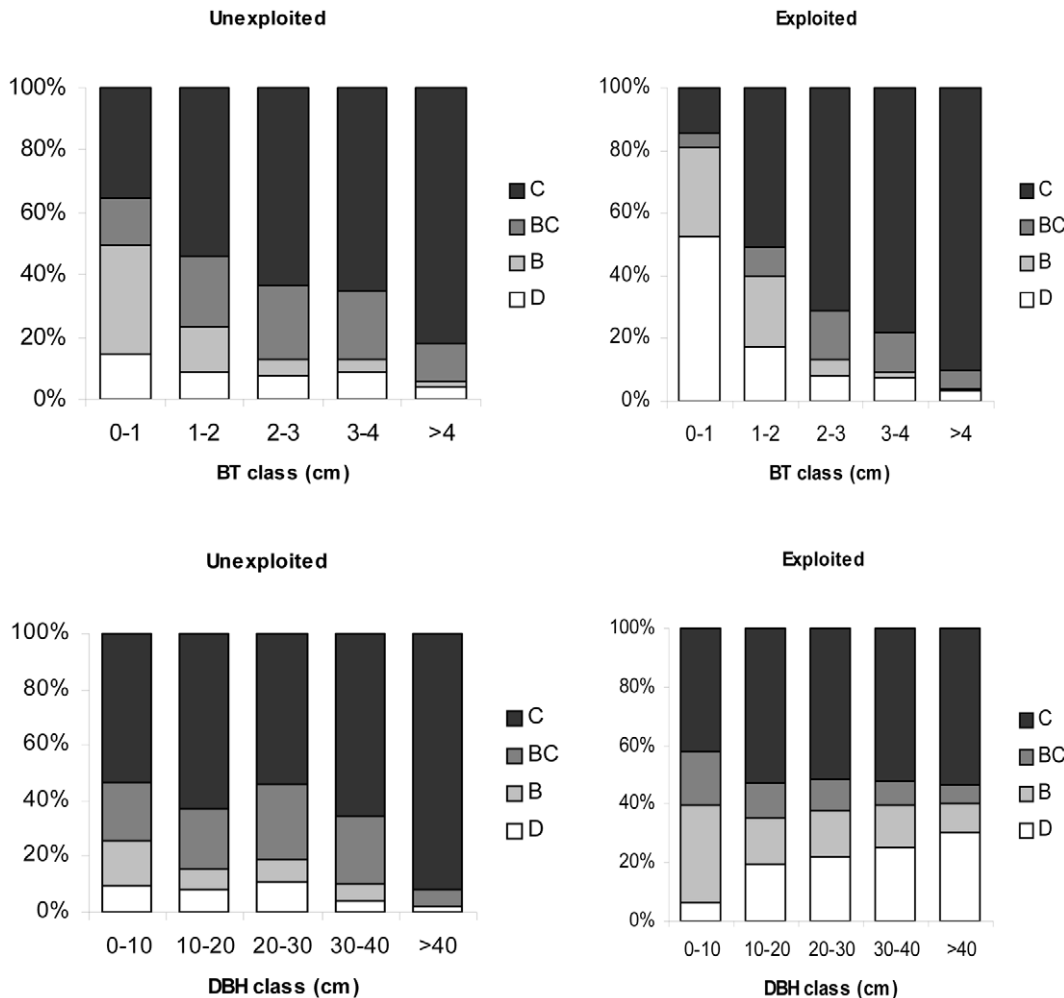 Unexploited
100%
80%
60%
40%
20%
0%
0-1 1-2 2-3 3-4 >4
BT class (cm)
C
BC
B
D
Exploited
100%
80%
60%
40%
20%
0%
0-1 1-2 2-3 3-4 >4
BT class (cm)
C
BC
B
D
Unexploited
100%
80%
60%
40%
20%
0%
0-10 10-20 20-30 30-40 >40
DBH class (cm)
C
BC
B
D
Exploited
100%
80%
60%
40%
20%
0%
0-10 10-20 20-30 30-40 >40
DBH class (cm)
C
BC
B
D